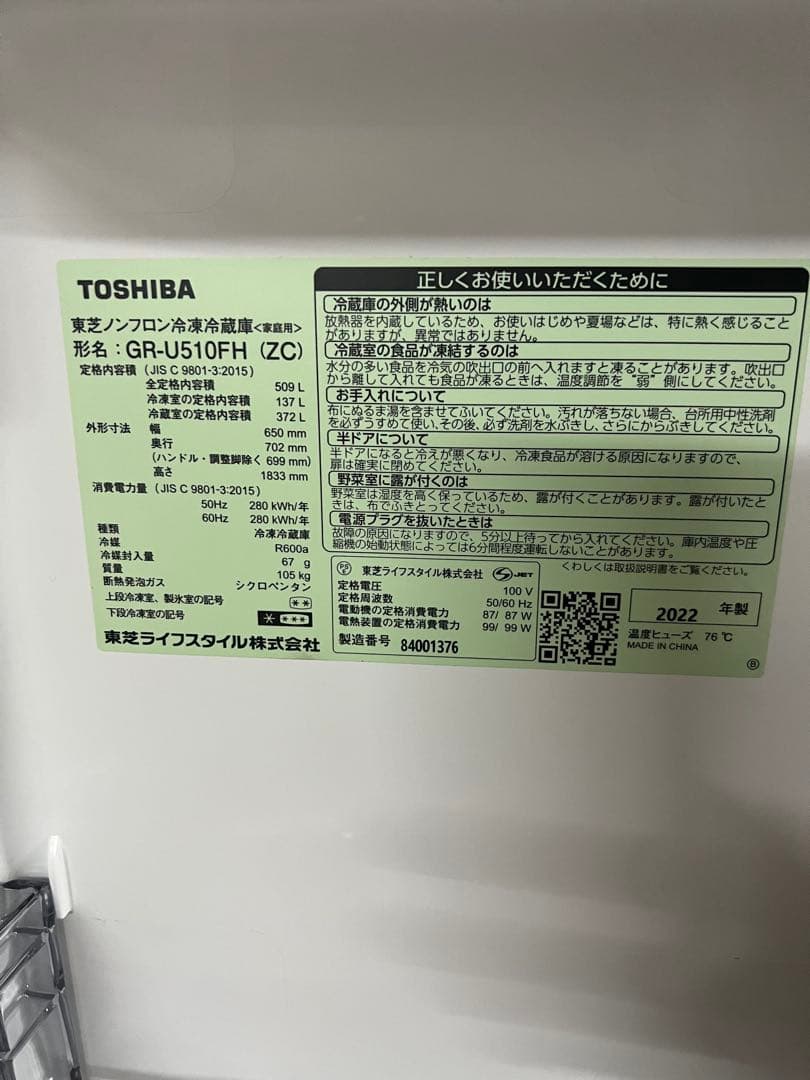 TOSHIBA
東芝ノンフロン冷凍冷蔵庫<家庭用>
形名：GR-U510FH (ZC)
定格内容積 (JIS C 9801-3:2015)
全定格内容積 509 L
冷凍室の定格内容積 137 L
冷蔵室の定格内容積 372 L
外形寸法 幅 650 mm
奥行 702 mm
(ハンドル・調整脚除く 699 mm)
高さ 1833 mm
消費電力量 (JIS C 9801-3:2015)
50Hz 280 kWh/年
60Hz 280 kWh/年
種類 冷凍冷蔵庫
冷媒 R600a
冷媒封入量 67 g
質量 105 kg
断熱発泡ガス シクロペンタン
上段冷凍室、製氷室の記号 **
下段冷凍室の記号 * ***
東芝ライフスタイル株式会社
正しくお使いいただくために
冷蔵庫の外側が熱いのは
放熱器を内蔵しているため、お使いはじめや夏場などは、特に熱く感じること
がありますが、異常ではありません。
冷蔵室の食品が凍結するのは
水分の多い食品を冷気の吹出口の前へ入れますと凍ることがあります。吹出口
から離して入れても食品が凍るときは、温度調節を“弱”側にしてください。
お手入れについて
布にぬるま湯を含ませてふいてください。汚れが落ちない場合、台所用中性洗剤
を必ずうすめて使い、その後、必ず洗剤を水ぶきし、さらにからぶきしてください。
半ドアについて
半ドアになると冷えが悪くなり、冷凍食品が溶ける原因になりますので、
扉は確実に閉めてください。
野菜室に露が付くのは
野菜室は湿度を高く保っているため、露が付くことがあります。露が付いたと
きは、布でふきとってください。
電源プラグを抜いたときは
故障の原因になりますので、5分以上待ってから入れてください。庫内温度や圧
縮機の始動状態によっては6分間程度運転しないことがあります。
くわしくは取扱説明書をご覧ください。
PSE 東芝ライフスタイル株式会社 JET
定格電圧 100 V
定格周波数 50/60 Hz
電動機の定格消費電力 87/ 87 W
電熱装置の定格消費電力 99/ 99 W
製造番号 84001376
2022 年製
温度ヒューズ 76 ℃
MADE IN CHINA
Ⓑ